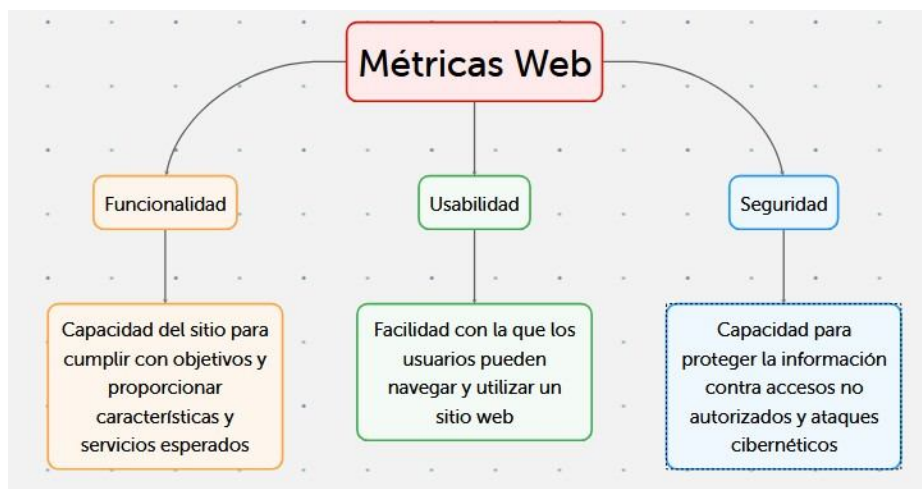 Métricas Web
Funcionalidad
Usabilidad
Seguridad
Capacidad del sitio para
cumplir con objetivos y
proporcionar
características y
servicios esperados
Facilidad con la que los
usuarios pueden
navegar y utilizar un
sitio web
Capacidad para
proteger la información
contra accesos no
autorizados y ataques
cibernéticos